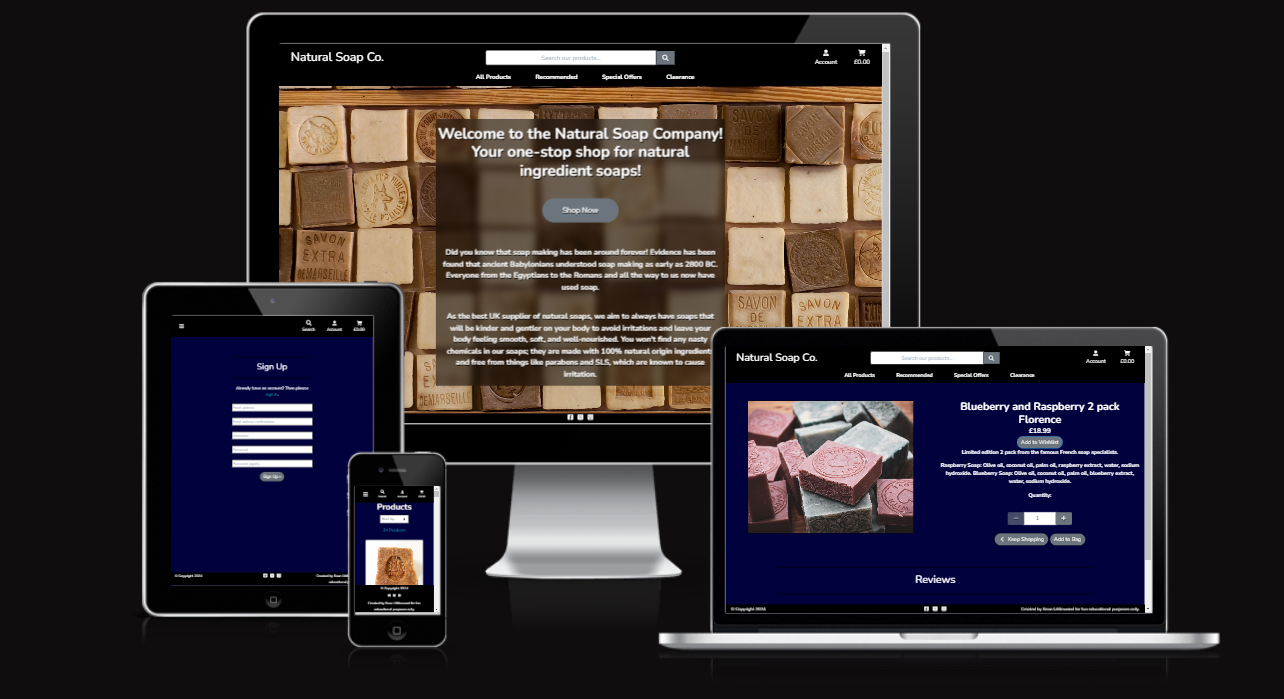 Natural Soap Co.
Search our products...
Account
£0.00
All Products
Recommended
Special Offers
Clearance
SAVON
DE
MARSEILLE
SAVON
EXTRA
DE MARSEILLE
SAVON
DE
SAVON
EXTRA
Welcome to the Natural Soap Company!
Your one-stop shop for natural
ingredient soaps!
Shop Now
Did you know that soap making has been around forever! Evidence has been
found that ancient Babylonians understood soap making as early as 2800 BC.
Everyone from the Egyptians to the Romans and all the way to us now have
used soap.
As the best UK supplier of natural soaps, we aim to always have soaps that
will be kinder and gentler on your body to avoid irritations and leave your
body feeling smooth, soft, and well-nourished. You won't find any nasty
chemicals in our soaps; they are made with 100% natural origin ingredients
and free from things like parabens and SLS, which are known to cause
irritation.
Search
Account
£0.00
Sign Up
Already have an account? Then please
Sign Up
© Copyright 2024
Products
© Copyright 2024
educational purposes only.
Natural Soap Co.
Search our products...
Account
£0.00
All Products
Recommended
Special Offers
Clearance
Blueberry and Raspberry 2 pack
Florence
£18.99
Add to Wishlist
Limited edition 2 pack from the famous French soap specialists.
Raspberry Soap: Olive oil, coconut oil, palm oil, raspberry extract, water, sodium
hydroxide. Blueberry Soap: Olive oil, coconut oil, palm oil, blueberry extract,
water, sodium hydroxide.
Quantity:
1
Keep Shopping
Add to Bag
Reviews
© Copyright 2024
educational purposes only.